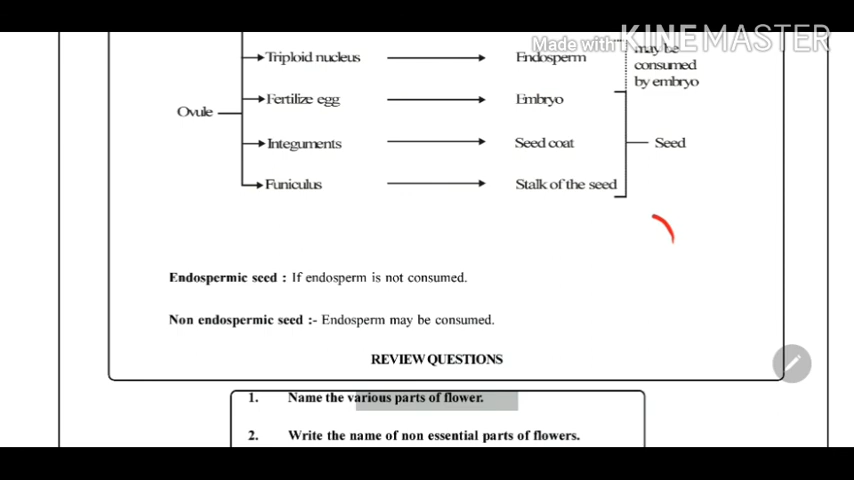 Made with KINEMASTER
Triploid nucleus Endosperm may be
consumed
by embryo
Fertilize egg Embryo
Ovule
Integuments Seed coat Seed
Funiculus Stalk of the seed
Endospermic seed : If endosperm is not consumed.
Non endospermic seed :- Endosperm may be consumed.
REVIEW QUESTIONS
1. Name the various parts of flower.
2. Write the name of non essential parts of flowers.